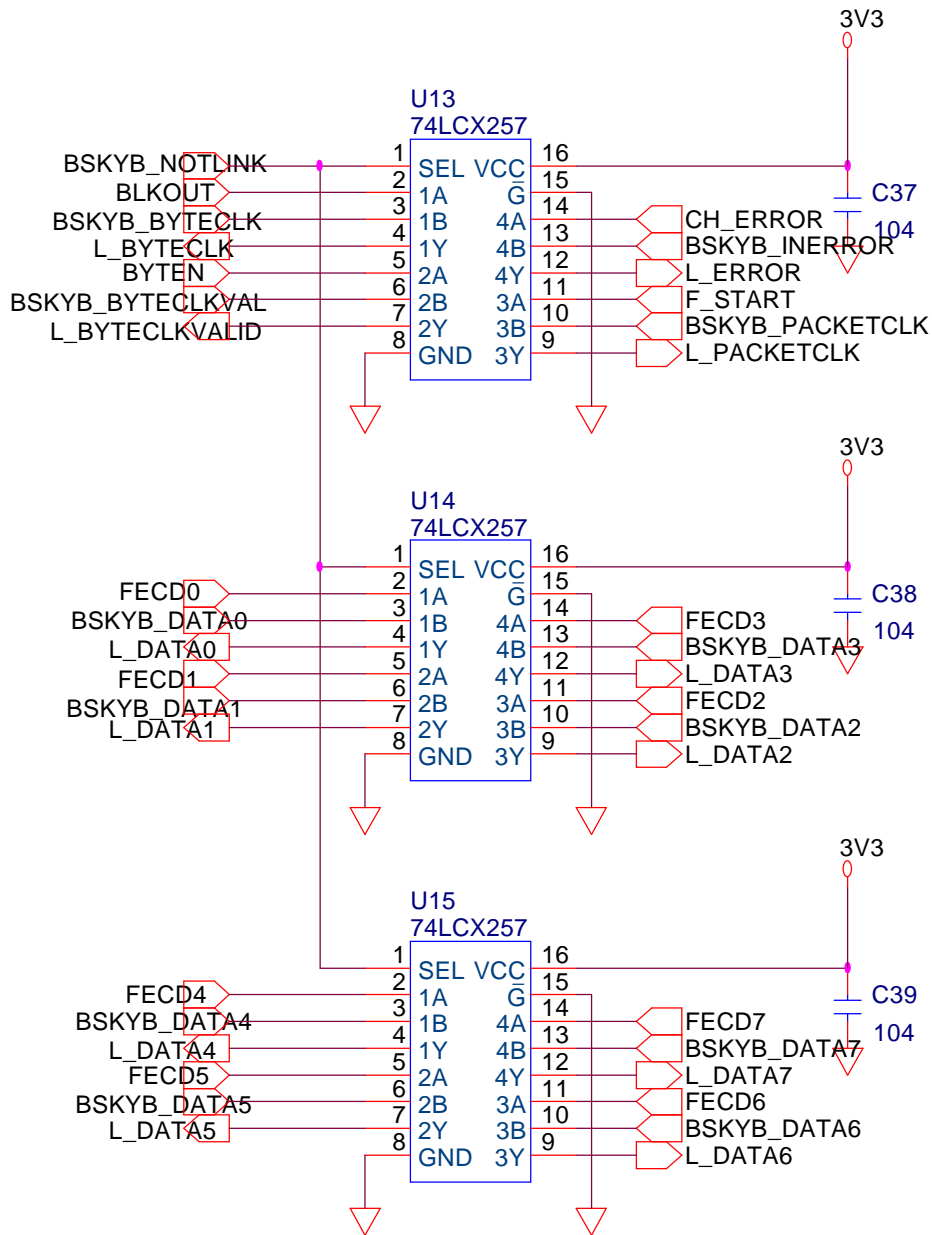 3V3
U13
74LCX257
BSKYB_NOTLINK 1 SEL VCC 16
BLKOUT 2 1A G 15
BSKYB_BYTECLK 3 1B 4A 14 CH_ERROR
L_BYTECLK 4 1Y 4B 13 BSKYB_INERROR
BYTEN 5 2A 4Y 12 L_ERROR
BSKYB_BYTECLKVAL 6 2B 3A 11 F_START
L_BYTECLKVALID 7 2Y 3B 10 BSKYB_PACKETCLK
8 GND 3Y 9 L_PACKETCLK
C37
104
3V3
U14
74LCX257
1 SEL VCC 16
FECD0 2 1A G 15
BSKYB_DATA0 3 1B 4A 14 FECD3
L_DATA0 4 1Y 4B 13 BSKYB_DATA3
FECD1 5 2A 4Y 12 L_DATA3
BSKYB_DATA1 6 2B 3A 11 FECD2
L_DATA1 7 2Y 3B 10 BSKYB_DATA2
8 GND 3Y 9 L_DATA2
C38
104
3V3
U15
74LCX257
1 SEL VCC 16
FECD4 2 1A G 15
BSKYB_DATA4 3 1B 4A 14 FECD7
L_DATA4 4 1Y 4B 13 BSKYB_DATA7
FECD5 5 2A 4Y 12 L_DATA7
BSKYB_DATA5 6 2B 3A 11 FECD6
L_DATA5 7 2Y 3B 10 BSKYB_DATA6
8 GND 3Y 9 L_DATA6
C39
104